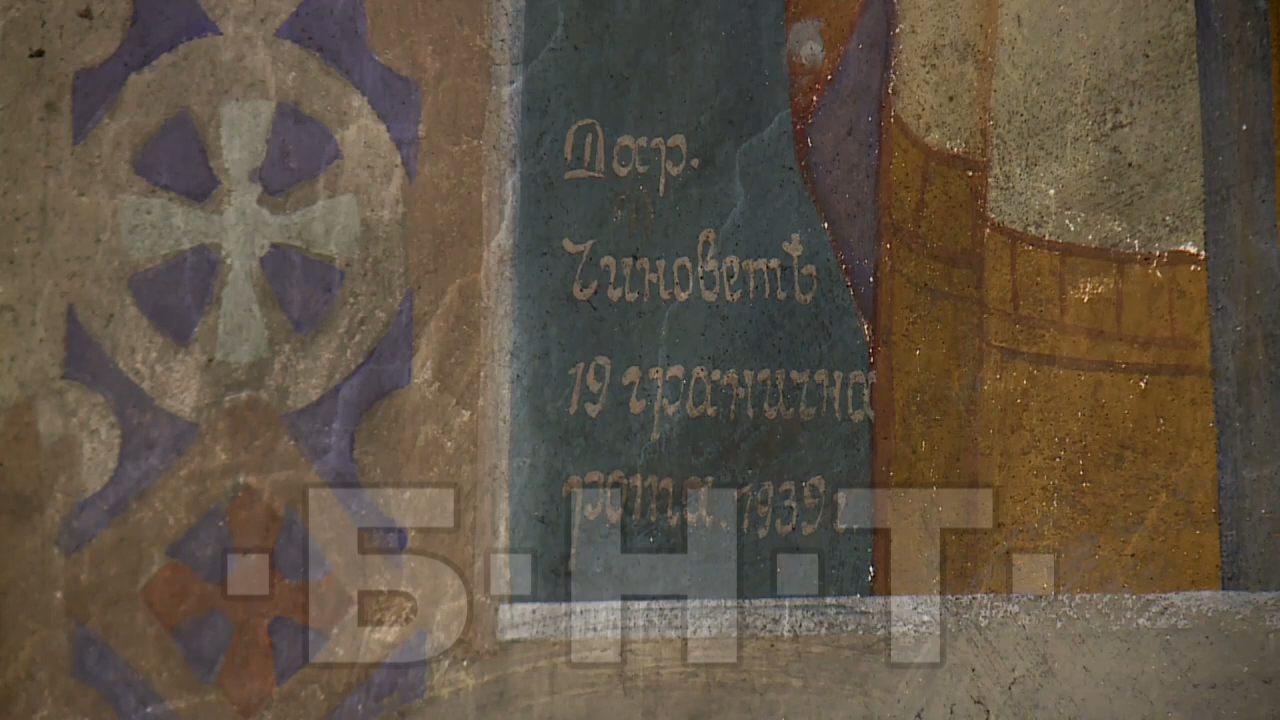 Дар.
Чиноветѣ
19 гранична
рота. 1939 г
·Б·Н·Т·